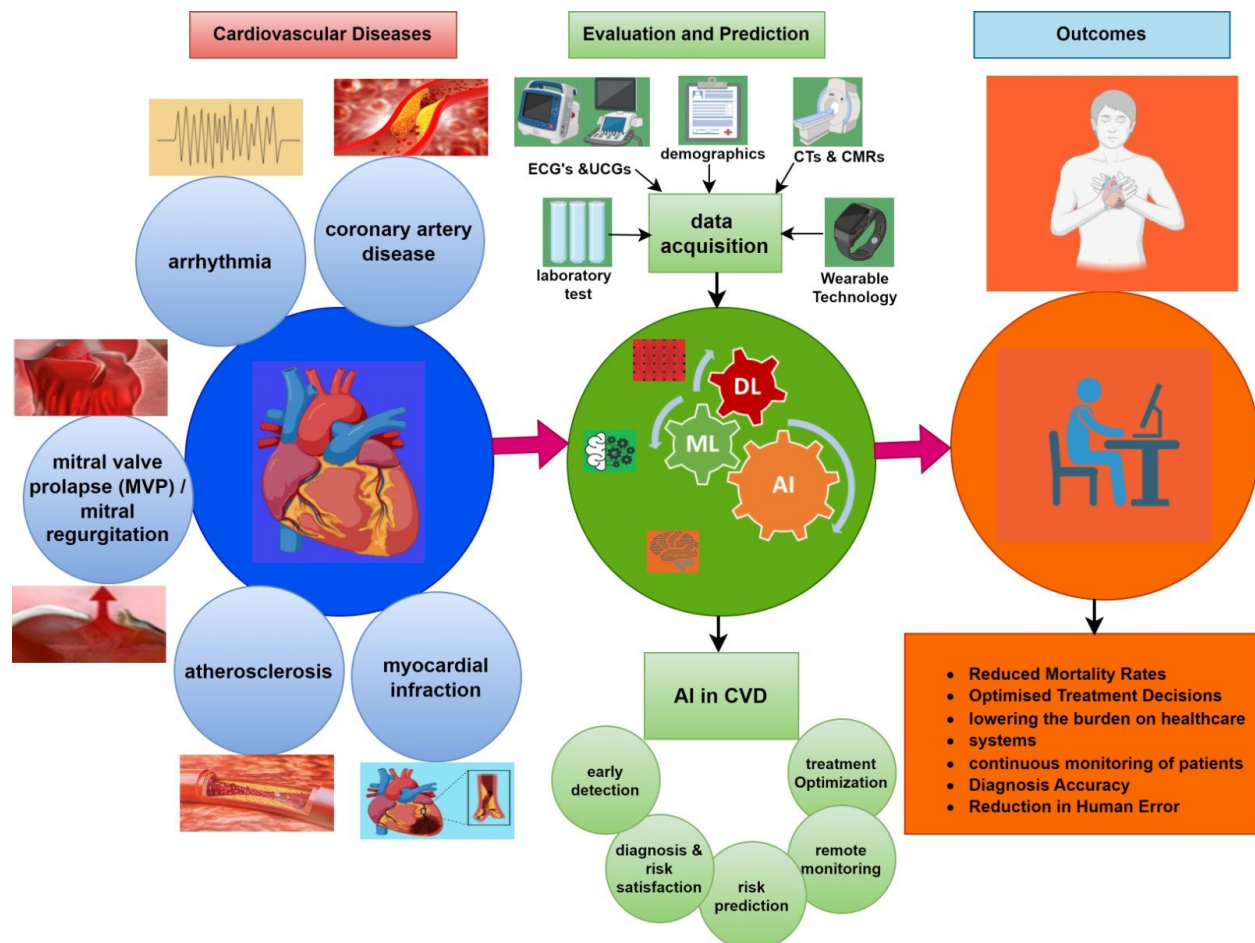 Cardiovascular Diseases
Evaluation and Prediction
Outcomes
arrhythmia
coronary artery
disease
mitral valve
prolapse (MVP) /
mitral
regurgitation
atherosclerosis
myocardial
infraction
ECG's &UCGs
demographics
CTs & CMRs
laboratory
test
data
acquisition
Wearable
Technology
DL
ML
AI
AI in CVD
early
detection
diagnosis &
risk
satisfaction
risk
prediction
remote
monitoring
treatment
Optimization
• Reduced Mortality Rates
• Optimised Treatment Decisions
• lowering the burden on healthcare
• systems
• continuous monitoring of patients
• Diagnosis Accuracy
• Reduction in Human Error